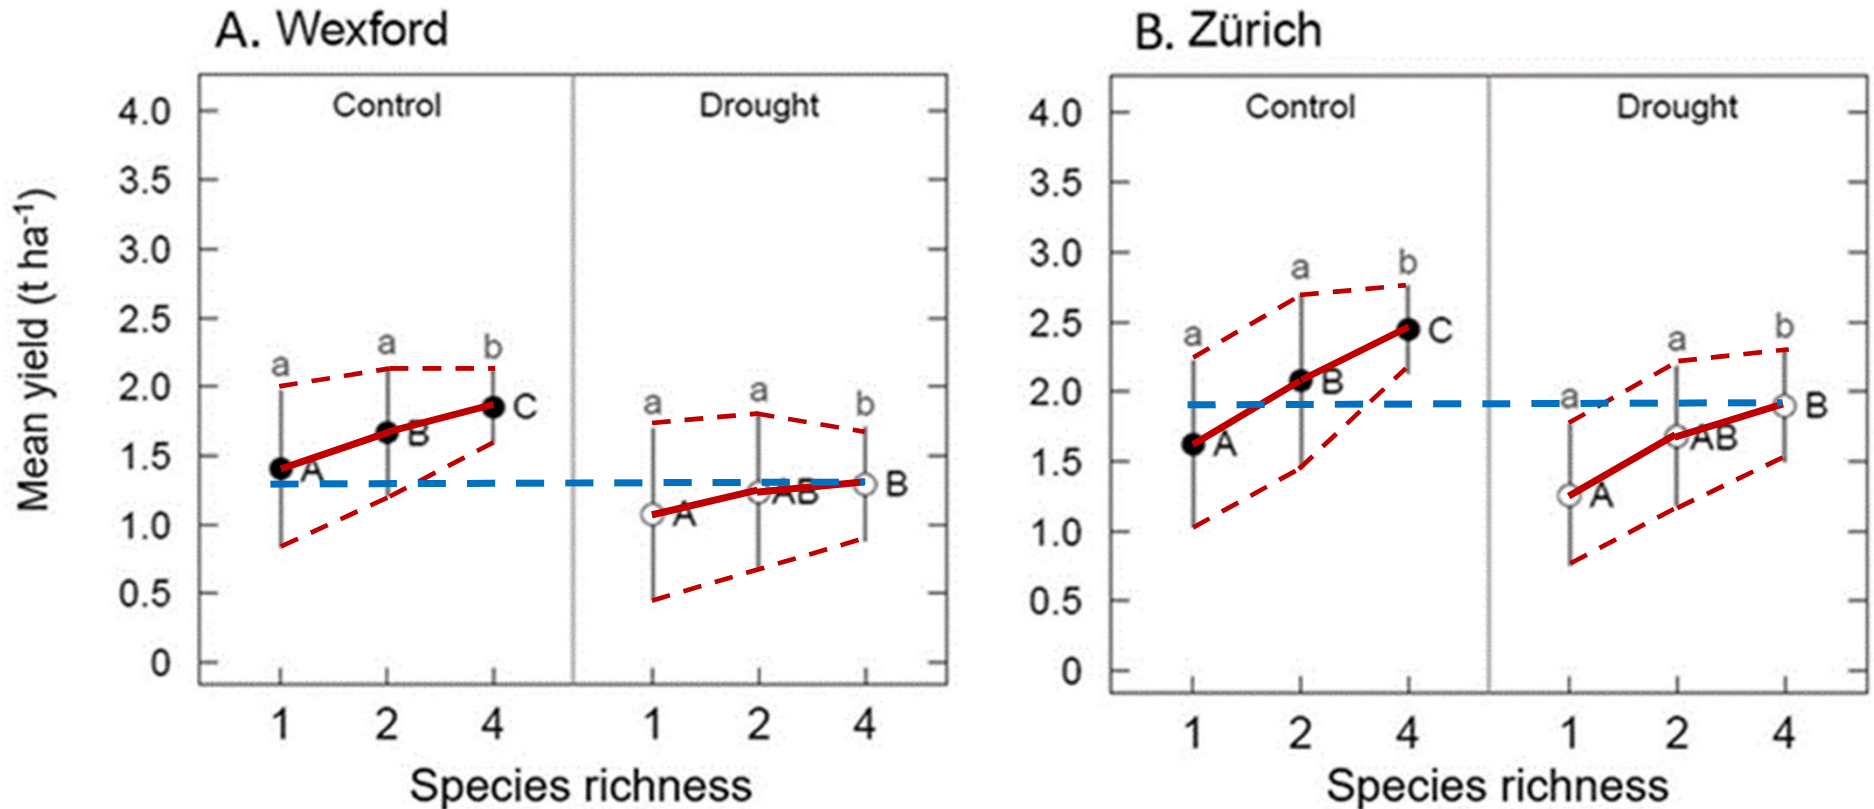 A. Wexford
Mean yield (t ha-1)
Control
Drought
4.0
3.5
3.0
2.5
2.0
1.5
1.0
0.5
0
a
a
b
A
B
C
a
a
b
A
AB
B
1 2 4 1 2 4
Species richness
B. Zürich
Control
Drought
4.0
3.5
3.0
2.5
2.0
1.5
1.0
0.5
0
a
a
b
A
B
C
a
a
b
A
AB
B
1 2 4 1 2 4
Species richness